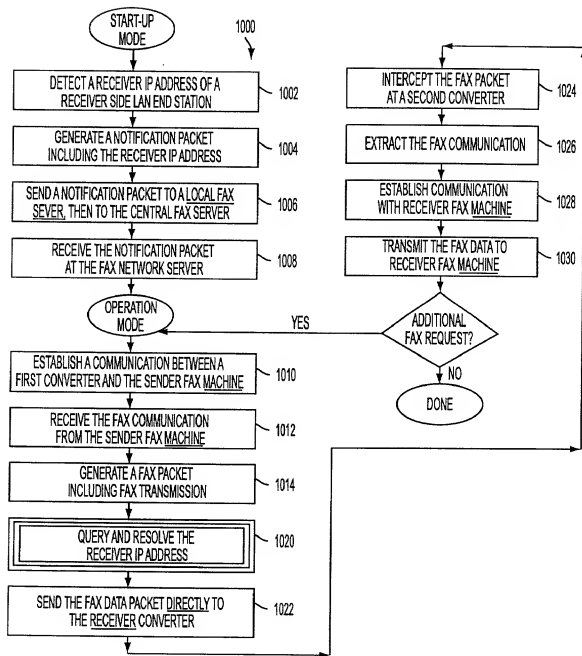 START-UP
MODE
1000
DETECT A RECEIVER IP ADDRESS OF A
RECEIVER SIDE LAN END STATION
1002
GENERATE A NOTIFICATION PACKET
INCLUDING THE RECEIVER IP ADDRESS
1004
SEND A NOTIFICATION PACKET TO A LOCAL FAX
SEVER, THEN TO THE CENTRAL FAX SERVER
1006
RECEIVE THE NOTIFICATION PACKET
AT THE FAX NETWORK SERVER
1008
OPERATION
MODE
ESTABLISH A COMMUNICATION BETWEEN A
FIRST CONVERTER AND THE SENDER FAX MACHINE
1010
RECEIVE THE FAX COMMUNICATION
FROM THE SENDER FAX MACHINE
1012
GENERATE A FAX PACKET
INCLUDING FAX TRANSMISSION
1014
QUERY AND RESOLVE THE
RECEIVER IP ADDRESS
1020
SEND THE FAX DATA PACKET DIRECTLY TO
THE RECEIVER CONVERTER
1022
INTERCEPT THE FAX PACKET
AT A SECOND CONVERTER
1024
EXTRACT THE FAX COMMUNICATION
1026
ESTABLISH COMMUNICATION
WITH RECEIVER FAX MACHINE
1028
TRANSMIT THE FAX DATA TO
RECEIVER FAX MACHINE
1030
YES
ADDITIONAL
FAX REQUEST?
NO
DONE